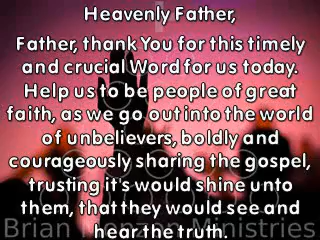 Heavenly Father,
Father, thank You for this timely
and crucial Word for us today.
Help us to be people of great
faith, as we go out into the world
of unbelievers, boldly and
courageously sharing the gospel,
trusting it's would shine unto
them, that they would see and
hear the truth.
Brian Ministries